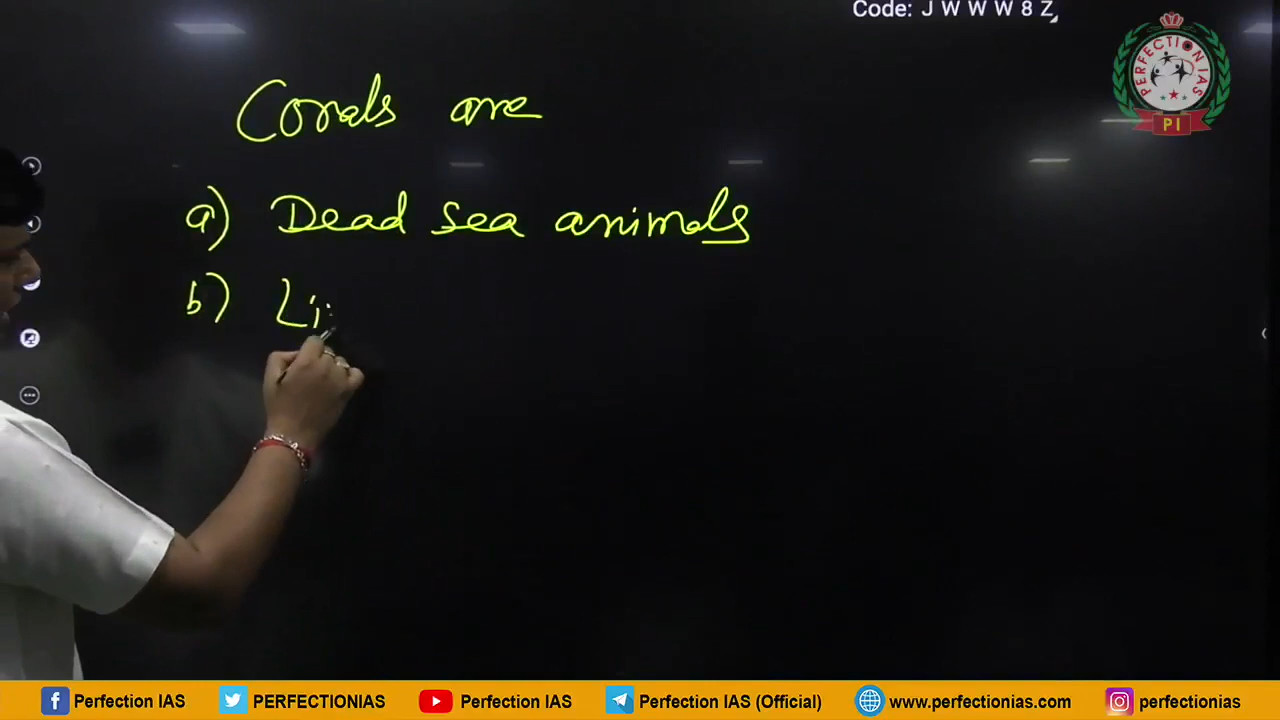 Code: J W W W 8 Z
PERFECTION IAS
PI
Corals are
a) Dead sea animals
b) Li
Perfection IAS
PERFECTIONIAS
Perfection IAS
Perfection IAS (Official)
www.perfectionias.com
perfectionias